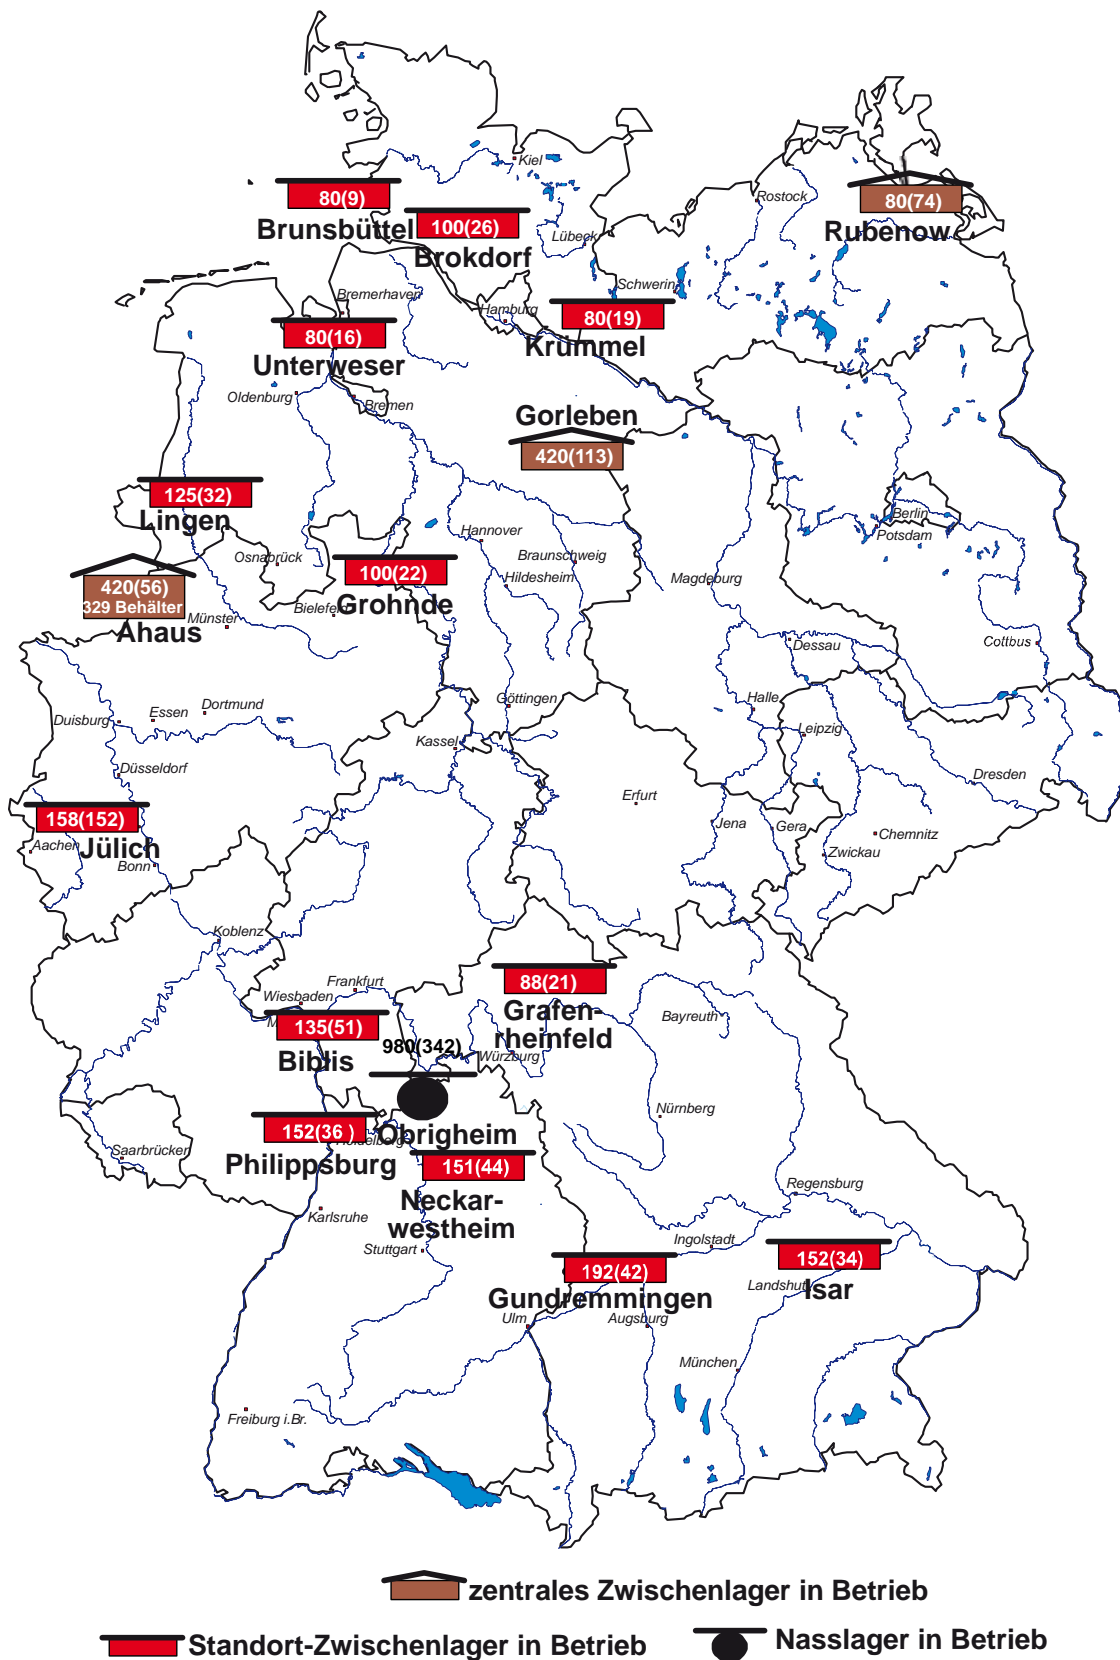 Kiel
80(9)
Brunsbüttel
100(26)
Brokdorf
Lübeck
Rostock
80(74)
Rubenow
Schwerin
Bremerhaven
Hamburg
80(19)
Krümmel
80(16)
Unterweser
Oldenburg
Bremen
Gorleben
420(113)
125(32)
Lingen
Hannover
Berlin
Potsdam
Osnabrück
Braunschweig
Hildesheim
Magdeburg
100(22)
Grohnde
Bielefeld
420(56)
329 Behälter
Ahaus
Münster
Dessau
Cottbus
Göttingen
Halle
Duisburg
Essen
Dortmund
Kassel
Leipzig
Düsseldorf
Dresden
Erfurt
158(152)
Jülich
Aachen
Bonn
Jena
Gera
Chemnitz
Zwickau
Koblenz
Frankfurt
Wiesbaden
88(21)
Grafen-
rheinfeld
Bayreuth
135(51)
Biblis
980(342)
Würzburg
Obrigheim
Nürnberg
152(36 )
Philippsburg
Saarbrücken
151(44)
Neckar-
westheim
Karlsruhe
Regensburg
Stuttgart
Ingolstadt
152(34)
Isar
Landshut
192(42)
Gundremmingen
Ulm
Augsburg
München
Freiburg i.Br.
zentrales Zwischenlager in Betrieb
Standort-Zwischenlager in Betrieb
Nasslager in Betrieb